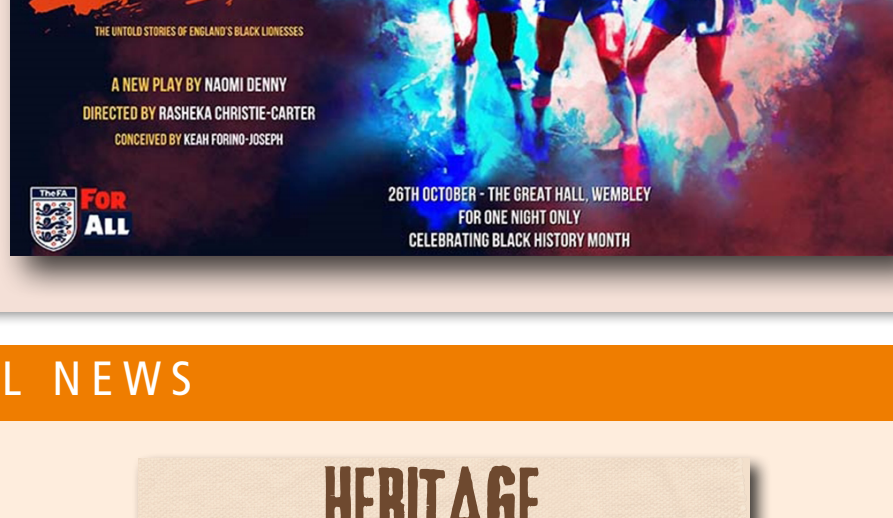 THE UNTOLD STORIES OF ENGLAND'S BLACK LIONESSES
A NEW PLAY BY NAOMI DENNY
DIRECTED BY RASHEKA CHRISTIE-CARTER
CONCEIVED BY KEAH FORINO-JOSEPH
The FA
FOR
ALL
26TH OCTOBER - THE GREAT HALL, WEMBLEY
FOR ONE NIGHT ONLY
CELEBRATING BLACK HISTORY MONTH
L NEWS
HERITAGE